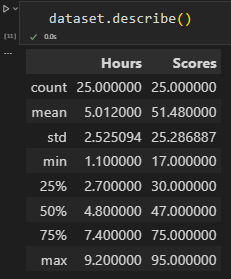 dataset.describe()
[11] 0.0s
...
Hours Scores
count 25.000000 25.000000
mean 5.012000 51.480000
std 2.525094 25.286887
min 1.100000 17.000000
25% 2.700000 30.000000
50% 4.800000 47.000000
75% 7.400000 75.000000
max 9.200000 95.000000